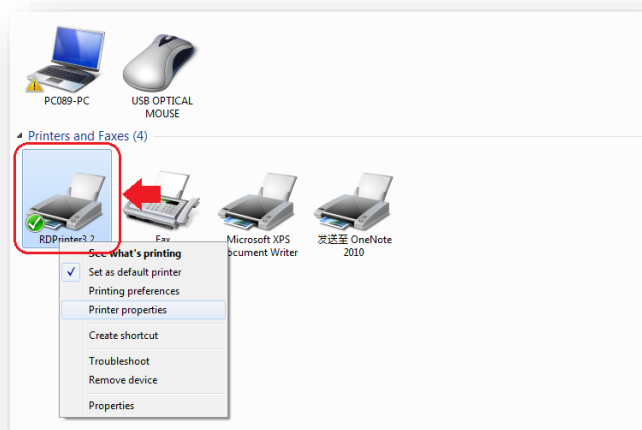 PC089-PC
USB OPTICAL
MOUSE
Printers and Faxes (4)
RDPrinter3.2
Fax
Microsoft XPS
Document Writer
发送至 OneNote
2010
See what's printing
Set as default printer
Printing preferences
Printer properties
Create shortcut
Troubleshoot
Remove device
Properties